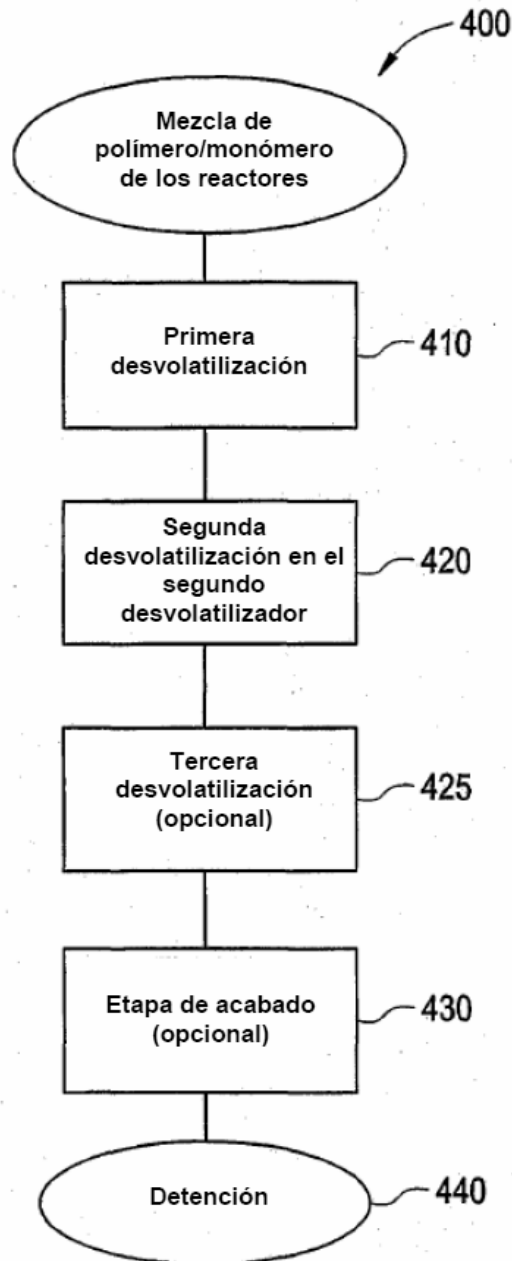 400
Mezcla de
polímero/monómero
de los reactores
Primera
desvolatilización
410
Segunda
desvolatilización en el
segundo
desvolatilizador
420
Tercera
desvolatilización
(opcional)
425
Etapa de acabado
(opcional)
430
Detención
440